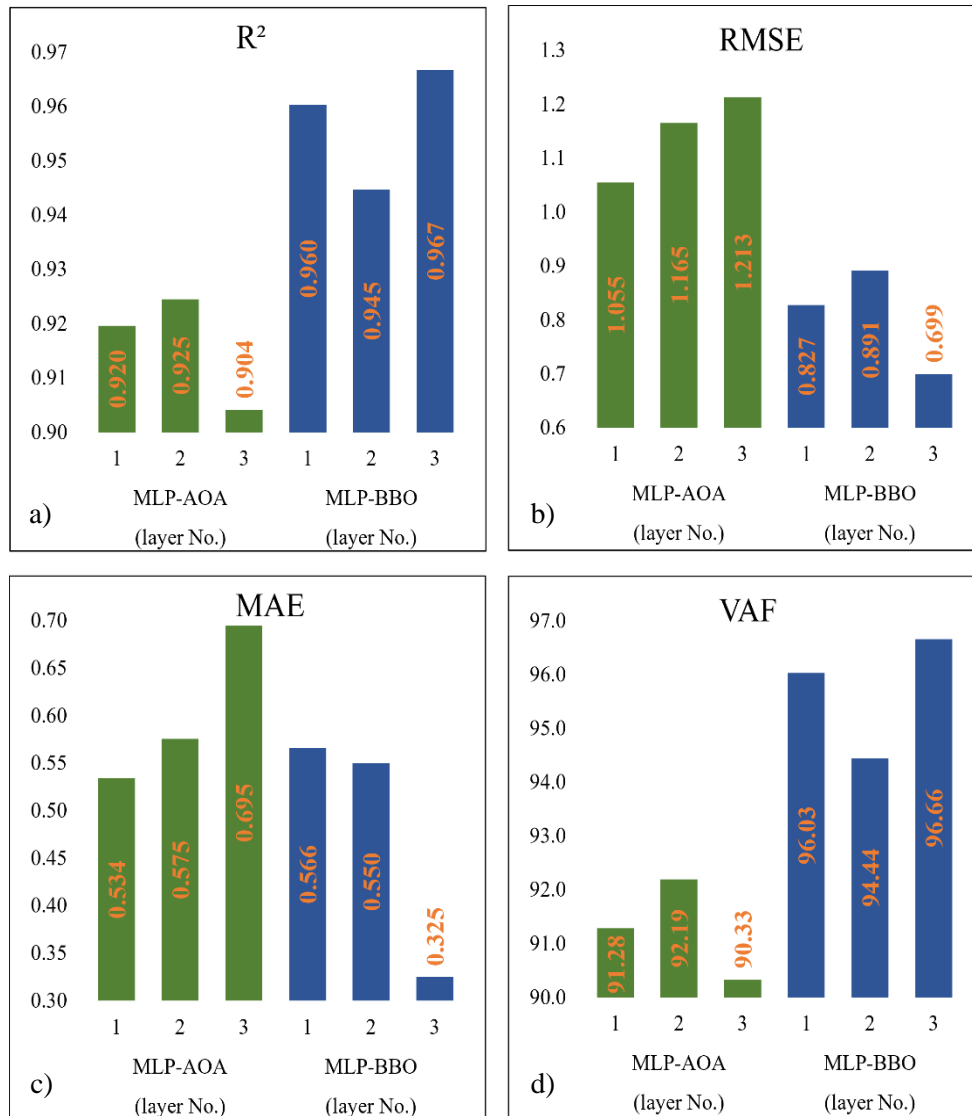 R²
0.97
0.96
0.95
0.94
0.93
0.92
0.91
0.90
0.920
0.925
0.904
0.960
0.945
0.967
1 2 3 1 2 3
MLP-AOA MLP-BBO
(layer No.) (layer No.)
a)
RMSE
1.3
1.2
1.1
1.0
0.9
0.8
0.7
0.6
1.055
1.165
1.213
0.827
0.891
0.699
1 2 3 1 2 3
MLP-AOA MLP-BBO
(layer No.) (layer No.)
b)
MAE
0.70
0.65
0.60
0.55
0.50
0.45
0.40
0.35
0.30
0.534
0.575
0.695
0.566
0.550
0.325
1 2 3 1 2 3
MLP-AOA MLP-BBO
(layer No.) (layer No.)
c)
VAF
97.0
96.0
95.0
94.0
93.0
92.0
91.0
90.0
91.28
92.19
90.33
96.03
94.44
96.66
1 2 3 1 2 3
MLP-AOA MLP-BBO
(layer No.) (layer No.)
d)